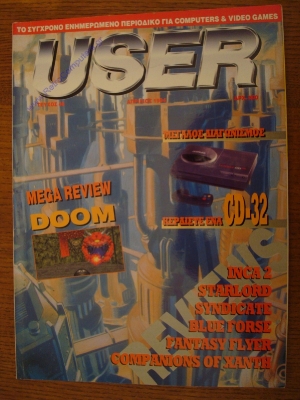 ΤΟ ΣΥΓΧΡΟΝΟ ΕΝΗΜΕΡΩΜΕΝΟ ΠΕΡΙΟΔΙΚΟ ΓΙΑ COMPUTERS & VIDEO GAMES
USER
ΜΕΓΑΛΟΣ ΔΙΑΓΩΝΙΣΜΟΣ
MEGA REVIEW
DOOM
ΚΕΡΔΙΣΤΕ ΕΝΑ CD-32
INCA 2
STARLORD
SYNDICATE
BLUE FORSE
FANTASY FLYER
COMPANIONS OF XANTH